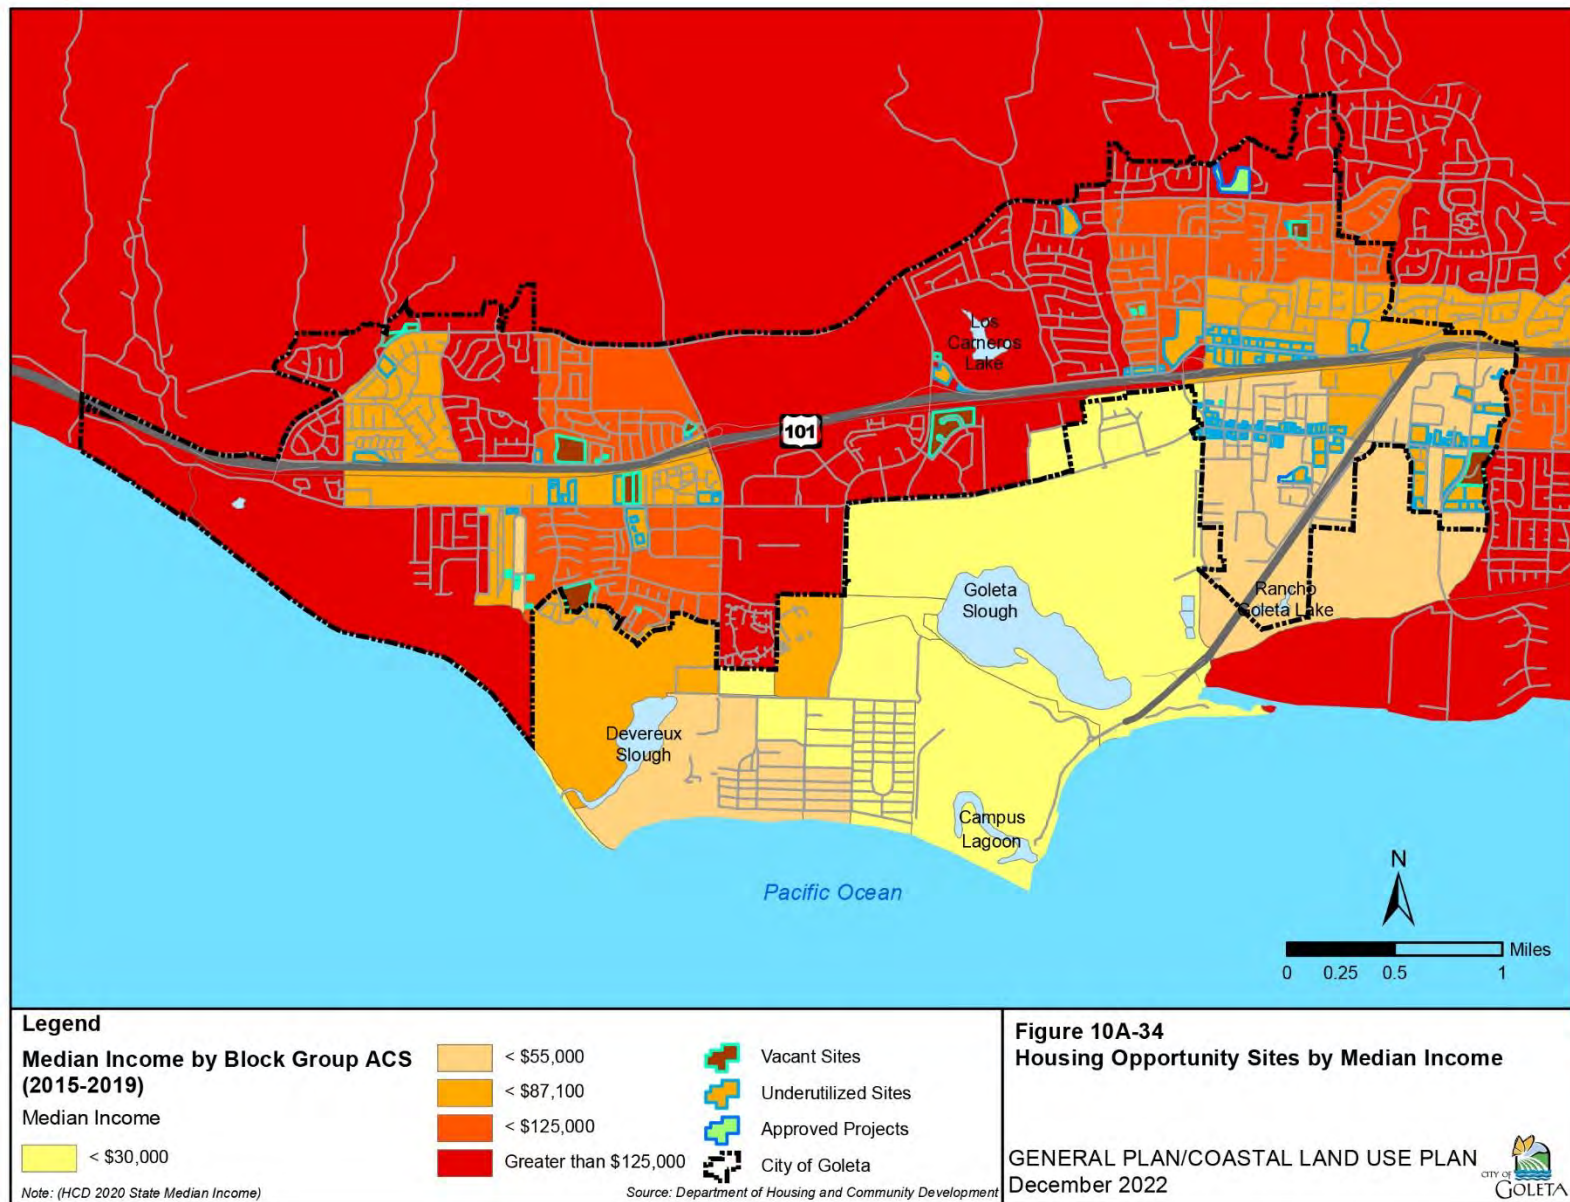 Los
Carneros
Lake
101
Goleta
Slough
Rancho
Goleta Lake
Devereux
Slough
Campus
Lagoon
Pacific Ocean
N
Miles
0 0.25 0.5 1
Legend
Median Income by Block Group ACS
(2015-2019)
Median Income
< $30,000
< $55,000
< $87,100
< $125,000
Greater than $125,000
Vacant Sites
Underutilized Sites
Approved Projects
City of Goleta
Note: (HCD 2020 State Median Income)
Source: Department of Housing and Community Development
Figure 10A-34
Housing Opportunity Sites by Median Income
GENERAL PLAN/COASTAL LAND USE PLAN
December 2022
CITY OF
GOLETA